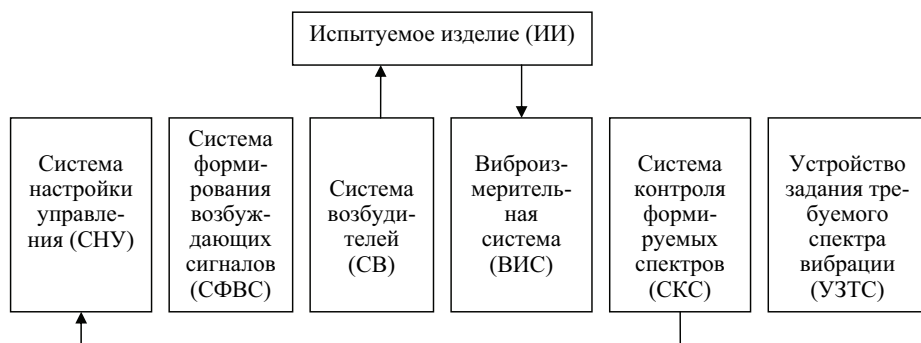 Испытуемое изделие (ИИ)
Система
настройки
управле-
ния (СНУ)
Система
форми-
рования
возбуж-
дающих
сигналов
(СФВС)
Система
возбуди-
телей
(СВ)
Виброиз-
меритель-
ная
система
(ВИС)
Система
контроля
форми-
руемых
спектров
(СКС)
Устройство
задания тре-
буемого
спектра
вибрации
(УЗТС)